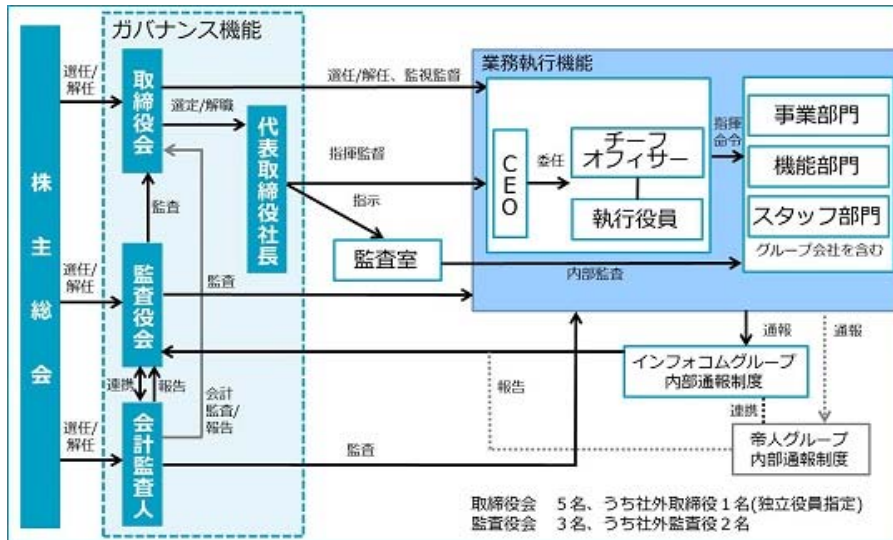 ガバナンス機能
株主総会
選任/
解任
取締役会
選任/解任、監視監督
選定/解職
代表取締役社長
指揮監督
指示
監査室
監査
選任/
解任
監査役会
監査
内部監査
業務執行機能
CEO
委任
チーフ
オフィサー
執行役員
指揮
命令
事業部門
機能部門
スタッフ部門
グループ会社を含む
通報
通報
インフォコムグループ
内部通報制度
報告
連携
帝人グループ
内部通報制度
連携
報告
会計
監査/
報告
選任/
解任
会計監査人
監査
取締役会　5名、うち社外取締役1名(独立役員指定)
監査役会　3名、うち社外監査役2名